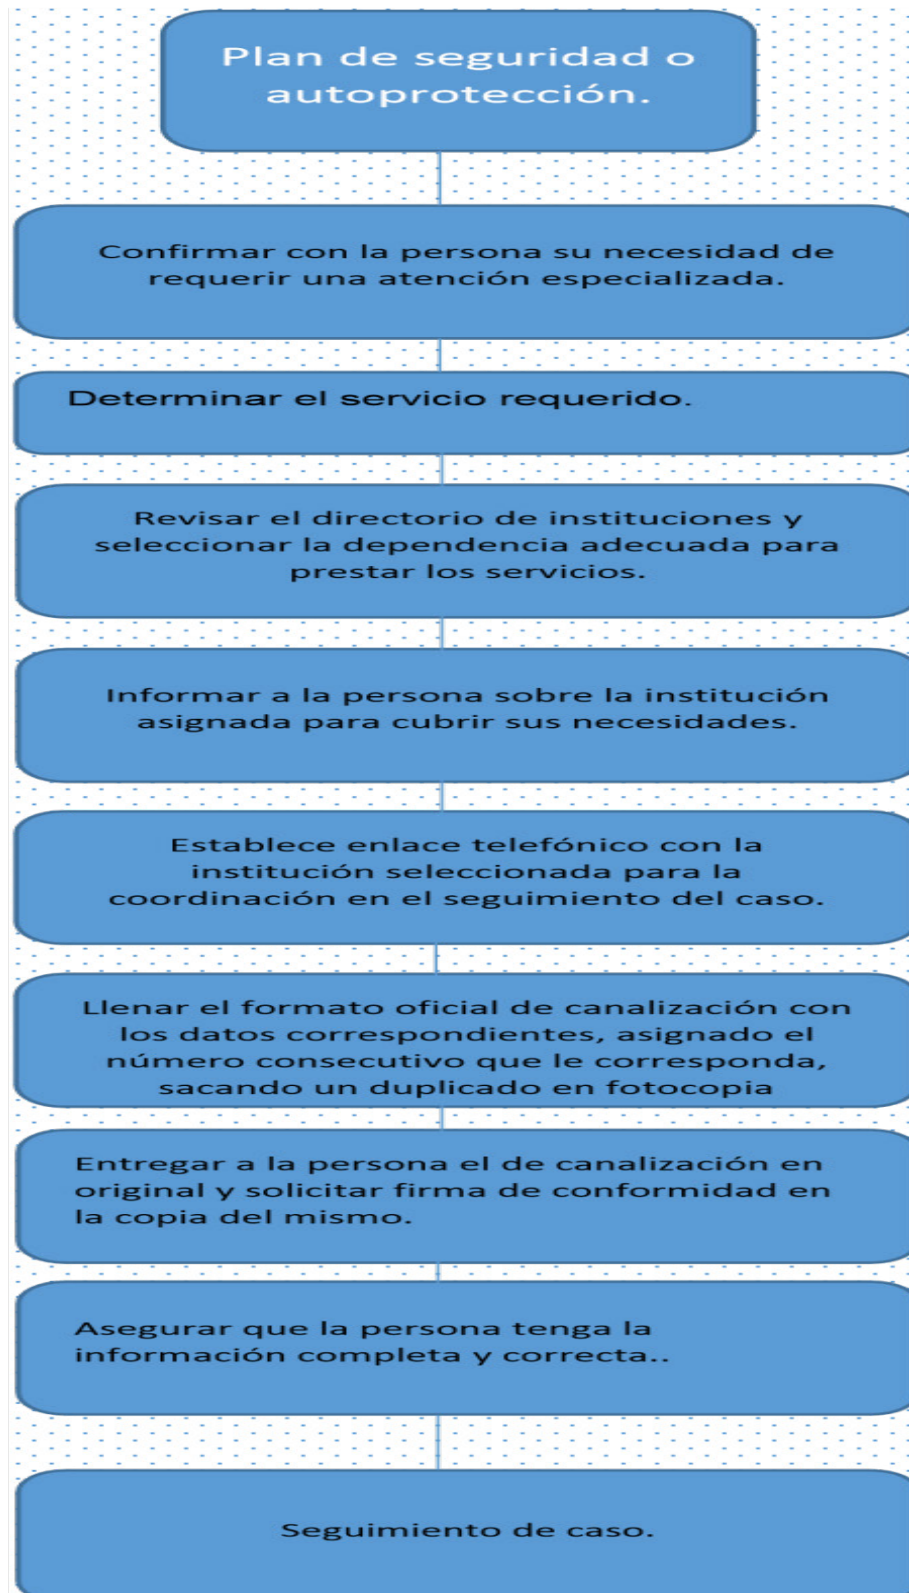 Plan de seguridad o
autoprotección.
Confirmar con la persona su necesidad de
requerir una atención especializada.
Determinar el servicio requerido.
Revisar el directorio de instituciones y
seleccionar la dependencia adecuada para
prestar los servicios.
Informar a la persona sobre la institución
asignada para cubrir sus necesidades.
Establece enlace telefónico con la
institución seleccionada para la
coordinación en el seguimiento del caso.
Llenar el formato oficial de canalización con
los datos correspondientes, asignado el
número consecutivo que le corresponda,
sacando un duplicado en fotocopia
Entregar a la persona el de canalización en
original y solicitar firma de conformidad en
la copia del mismo.
Asegurar que la persona tenga la
información completa y correcta..
Seguimiento de caso.